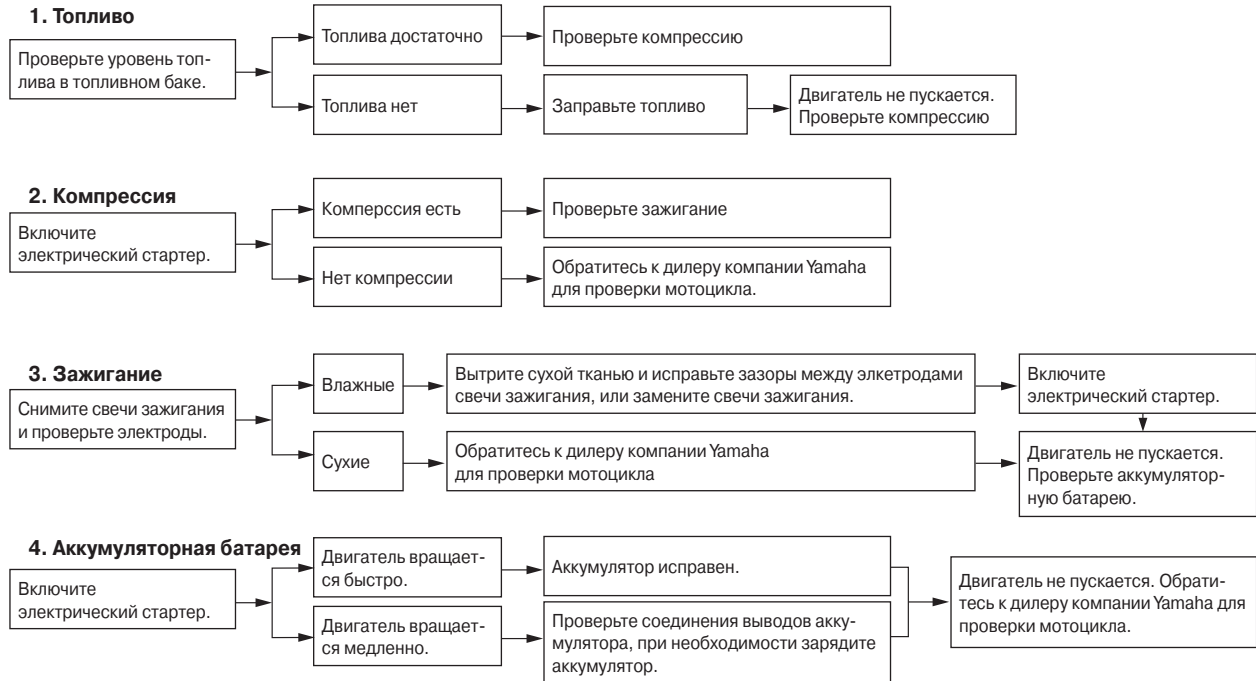 1. Топливо
Проверьте уровень топ-
лива в топливном баке.
Топлива достаточно
Проверьте компрессию
Топлива нет
Заправьте топливо
Двигатель не пускается.
Проверьте компрессию
2. Компрессия
Включите
электрический стартер.
Комперссия есть
Проверьте зажигание
Нет компрессии
Обратитесь к дилеру компании Yamaha
для проверки мотоцикла.
3. Зажигание
Снимите свечи зажигания
и проверьте электроды.
Влажные
Вытрите сухой тканью и исправьте зазоры между элкетродами
свечи зажигания, или замените свечи зажигания.
Включите
электрический стартер.
Сухие
Обратитесь к дилеру компании Yamaha
для проверки мотоцикла
Двигатель не пускается.
Проверьте аккумулятор-
ную батарею.
4. Аккумуляторная батарея
Включите
электрический стартер.
Двигатель вращает-
ся быстро.
Аккумулятор исправен.
Двигатель вращает-
ся медленно.
Проверьте соединения выводов акку-
мулятора, при необходимости зарядите
аккумулятор.
Двигатель не пускается. Обрати-
тесь к дилеру компании Yamaha для
проверки мотоцикла.